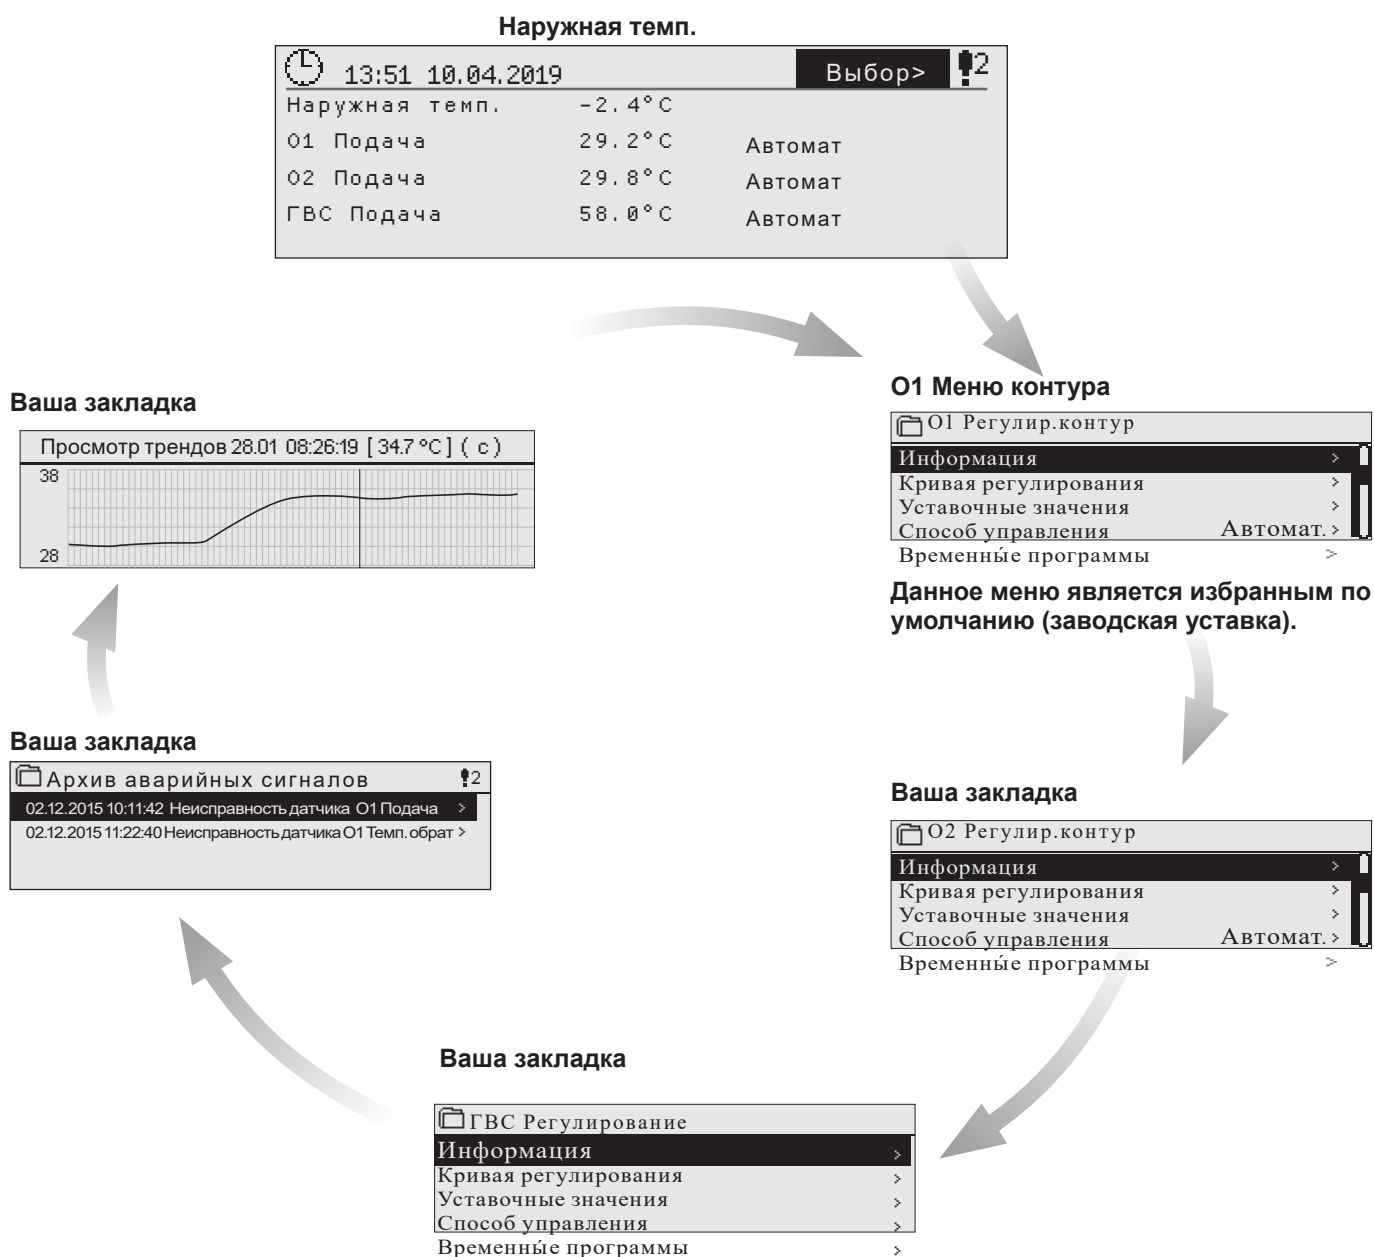 Наружная темп.
13:51 10.04.2019 Выбор> 2
Наружная темп. -2.4°C
О1 Подача 29.2°C Автомат
О2 Подача 29.8°C Автомат
ГВС Подача 58.0°C Автомат
О1 Меню контура
О1 Регулир.контур
Информация >
Кривая регулирования >
Уставочные значения >
Способ управления Автомат. >
Временны́е программы >
Данное меню является избранным по
умолчанию (заводская уставка).
Ваша закладка
О2 Регулир.контур
Информация >
Кривая регулирования >
Уставочные значения >
Способ управления Автомат. >
Временны́е программы >
Ваша закладка
ГВС Регулирование
Информация >
Кривая регулирования >
Уставочные значения >
Способ управления >
Временны́е программы >
Ваша закладка
Архив аварийных сигналов 2
02.12.2015 10:11:42 Неисправность датчика О1 Подача >
02.12.2015 11:22:40 Неисправность датчика О1 Темп. обрат >
Ваша закладка
Просмотр трендов 28.01 08:26:19 [ 34.7 °C ] ( с )
38
28